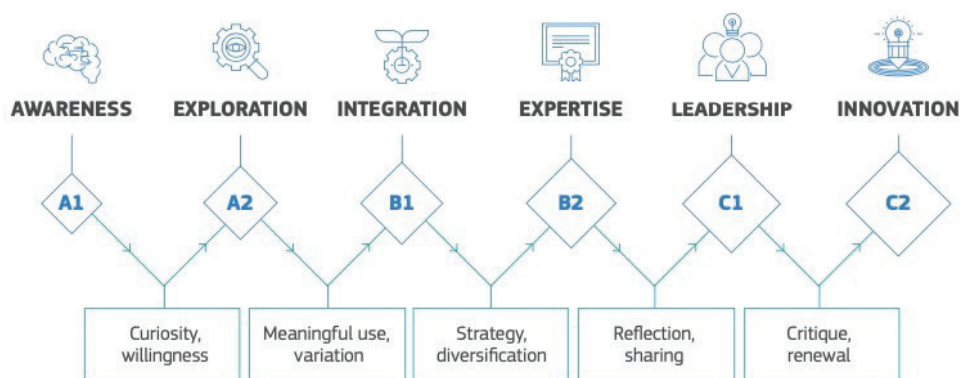 AWARENESS
EXPLORATION
INTEGRATION
EXPERTISE
LEADERSHIP
INNOVATION
A1
A2
B1
B2
C1
C2
Curiosity,
willingness
Meaningful use,
variation
Strategy,
diversification
Reflection,
sharing
Critique,
renewal